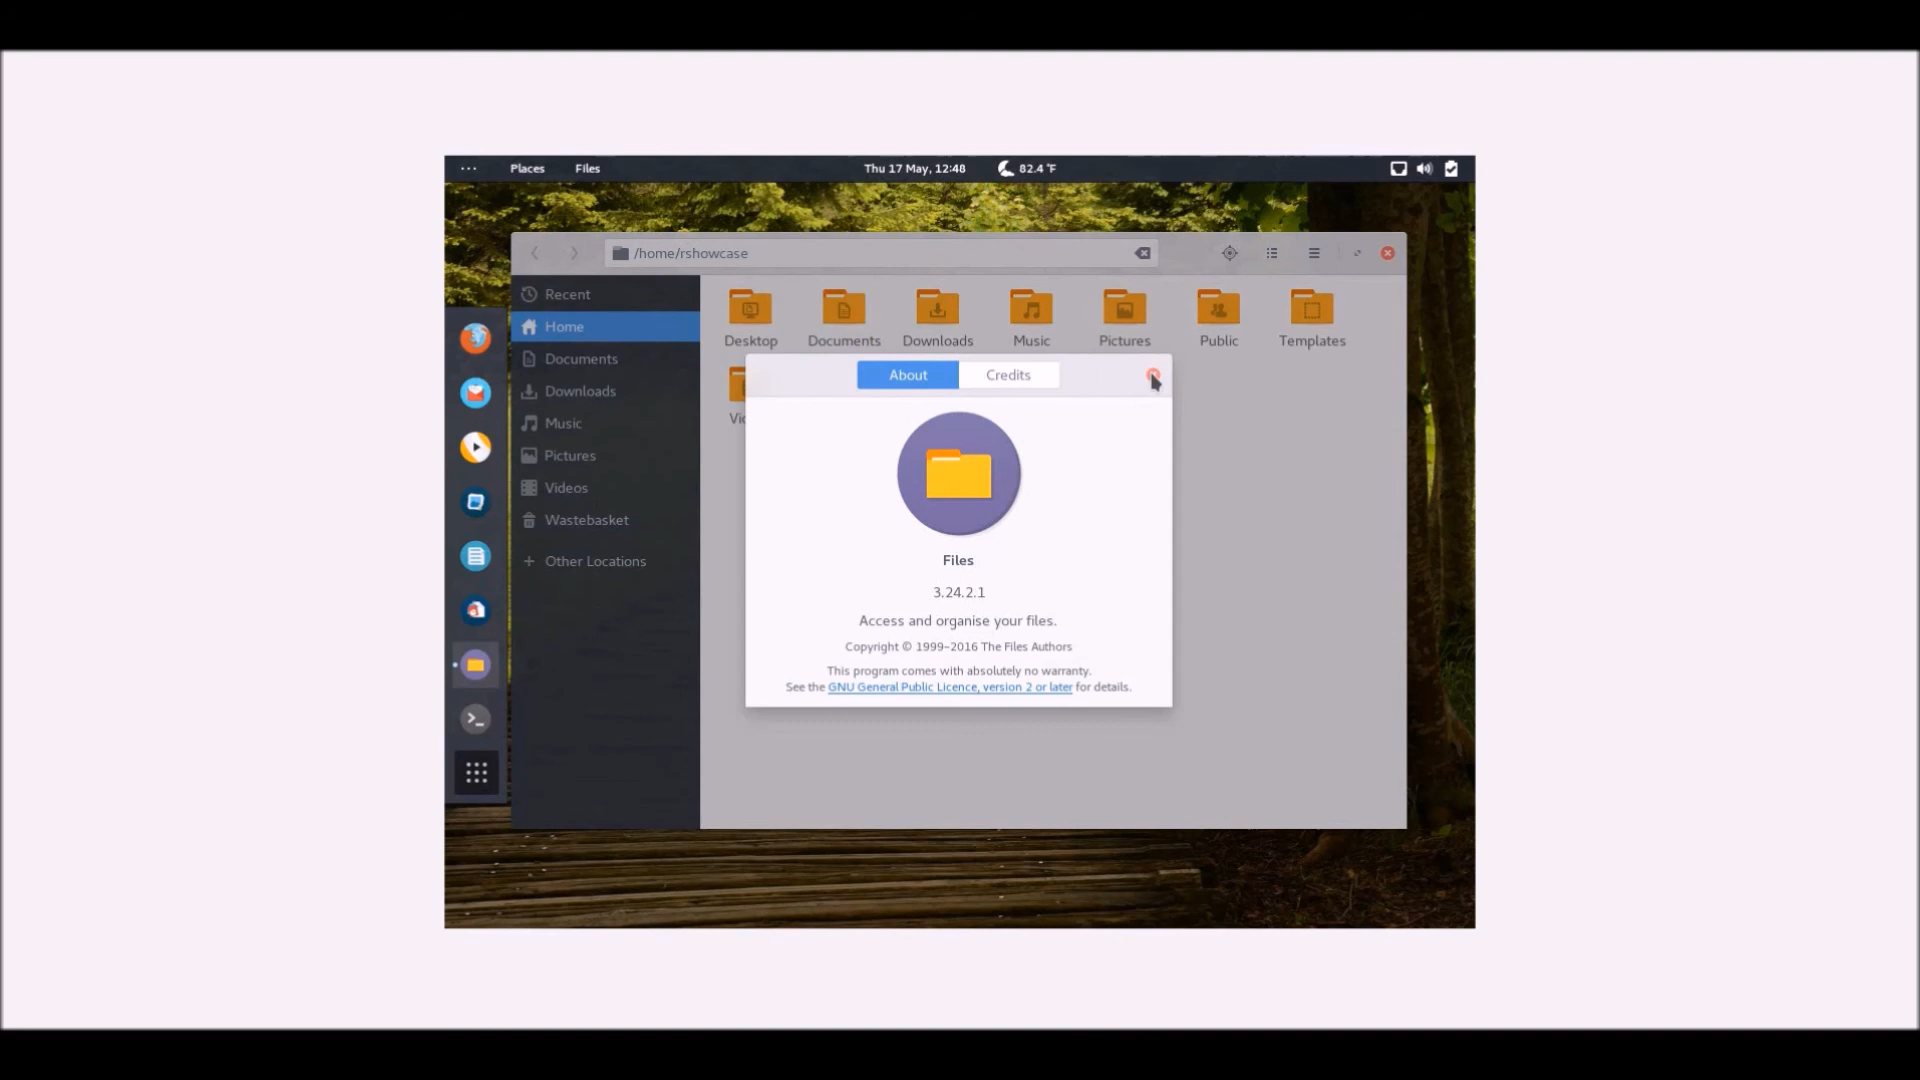 Places Files Thu 17 May, 12:48 82.4 °F
/home/rshowcase
Recent
Home
Documents
Downloads
Music
Pictures
Videos
Wastebasket
Other Locations
Desktop Documents Downloads Music Pictures Public Templates
About Credits
Files
3.24.2.1
Access and organise your files.
Copyright © 1999–2016 The Files Authors
This program comes with absolutely no warranty.
See the GNU General Public Licence, version 2 or later for details.